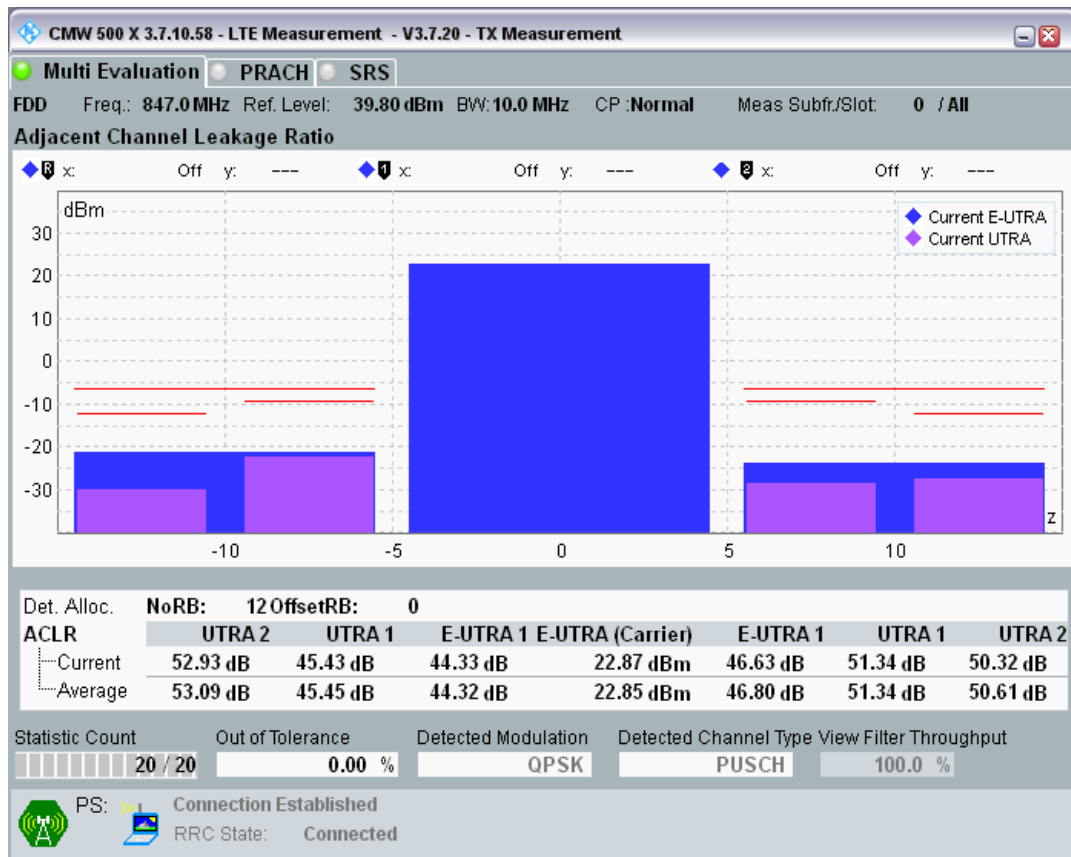 CMW 500 X 3.7.10.58 - LTE Measurement - V3.7.20 - TX Measurement
Multi Evaluation PRACH SRS
FDD Freq.: 847.0 MHz Ref. Level: 39.80 dBm BW: 10.0 MHz CP :Normal Meas Subfr./Slot: 0 / All
Adjacent Channel Leakage Ratio
R x: Off y: --- 1 x: Off y: --- 2 x: Off y: ---
dBm
Current E-UTRA
Current UTRA
30
20
10
0
-10
-20
-30
z
-10 -5 0 5 10
Det. Alloc. NoRB: 12 OffsetRB: 0
ACLR UTRA 2 UTRA 1 E-UTRA 1 E-UTRA (Carrier) E-UTRA 1 UTRA 1 UTRA 2
Current 52.93 dB 45.43 dB 44.33 dB 22.87 dBm 46.63 dB 51.34 dB 50.32 dB
Average 53.09 dB 45.45 dB 44.32 dB 22.85 dBm 46.80 dB 51.34 dB 50.61 dB
Statistic Count Out of Tolerance Detected Modulation Detected Channel Type View Filter Throughput
20 / 20 0.00 % QPSK PUSCH 100.0 %
PS: Connection Established
RRC State: Connected